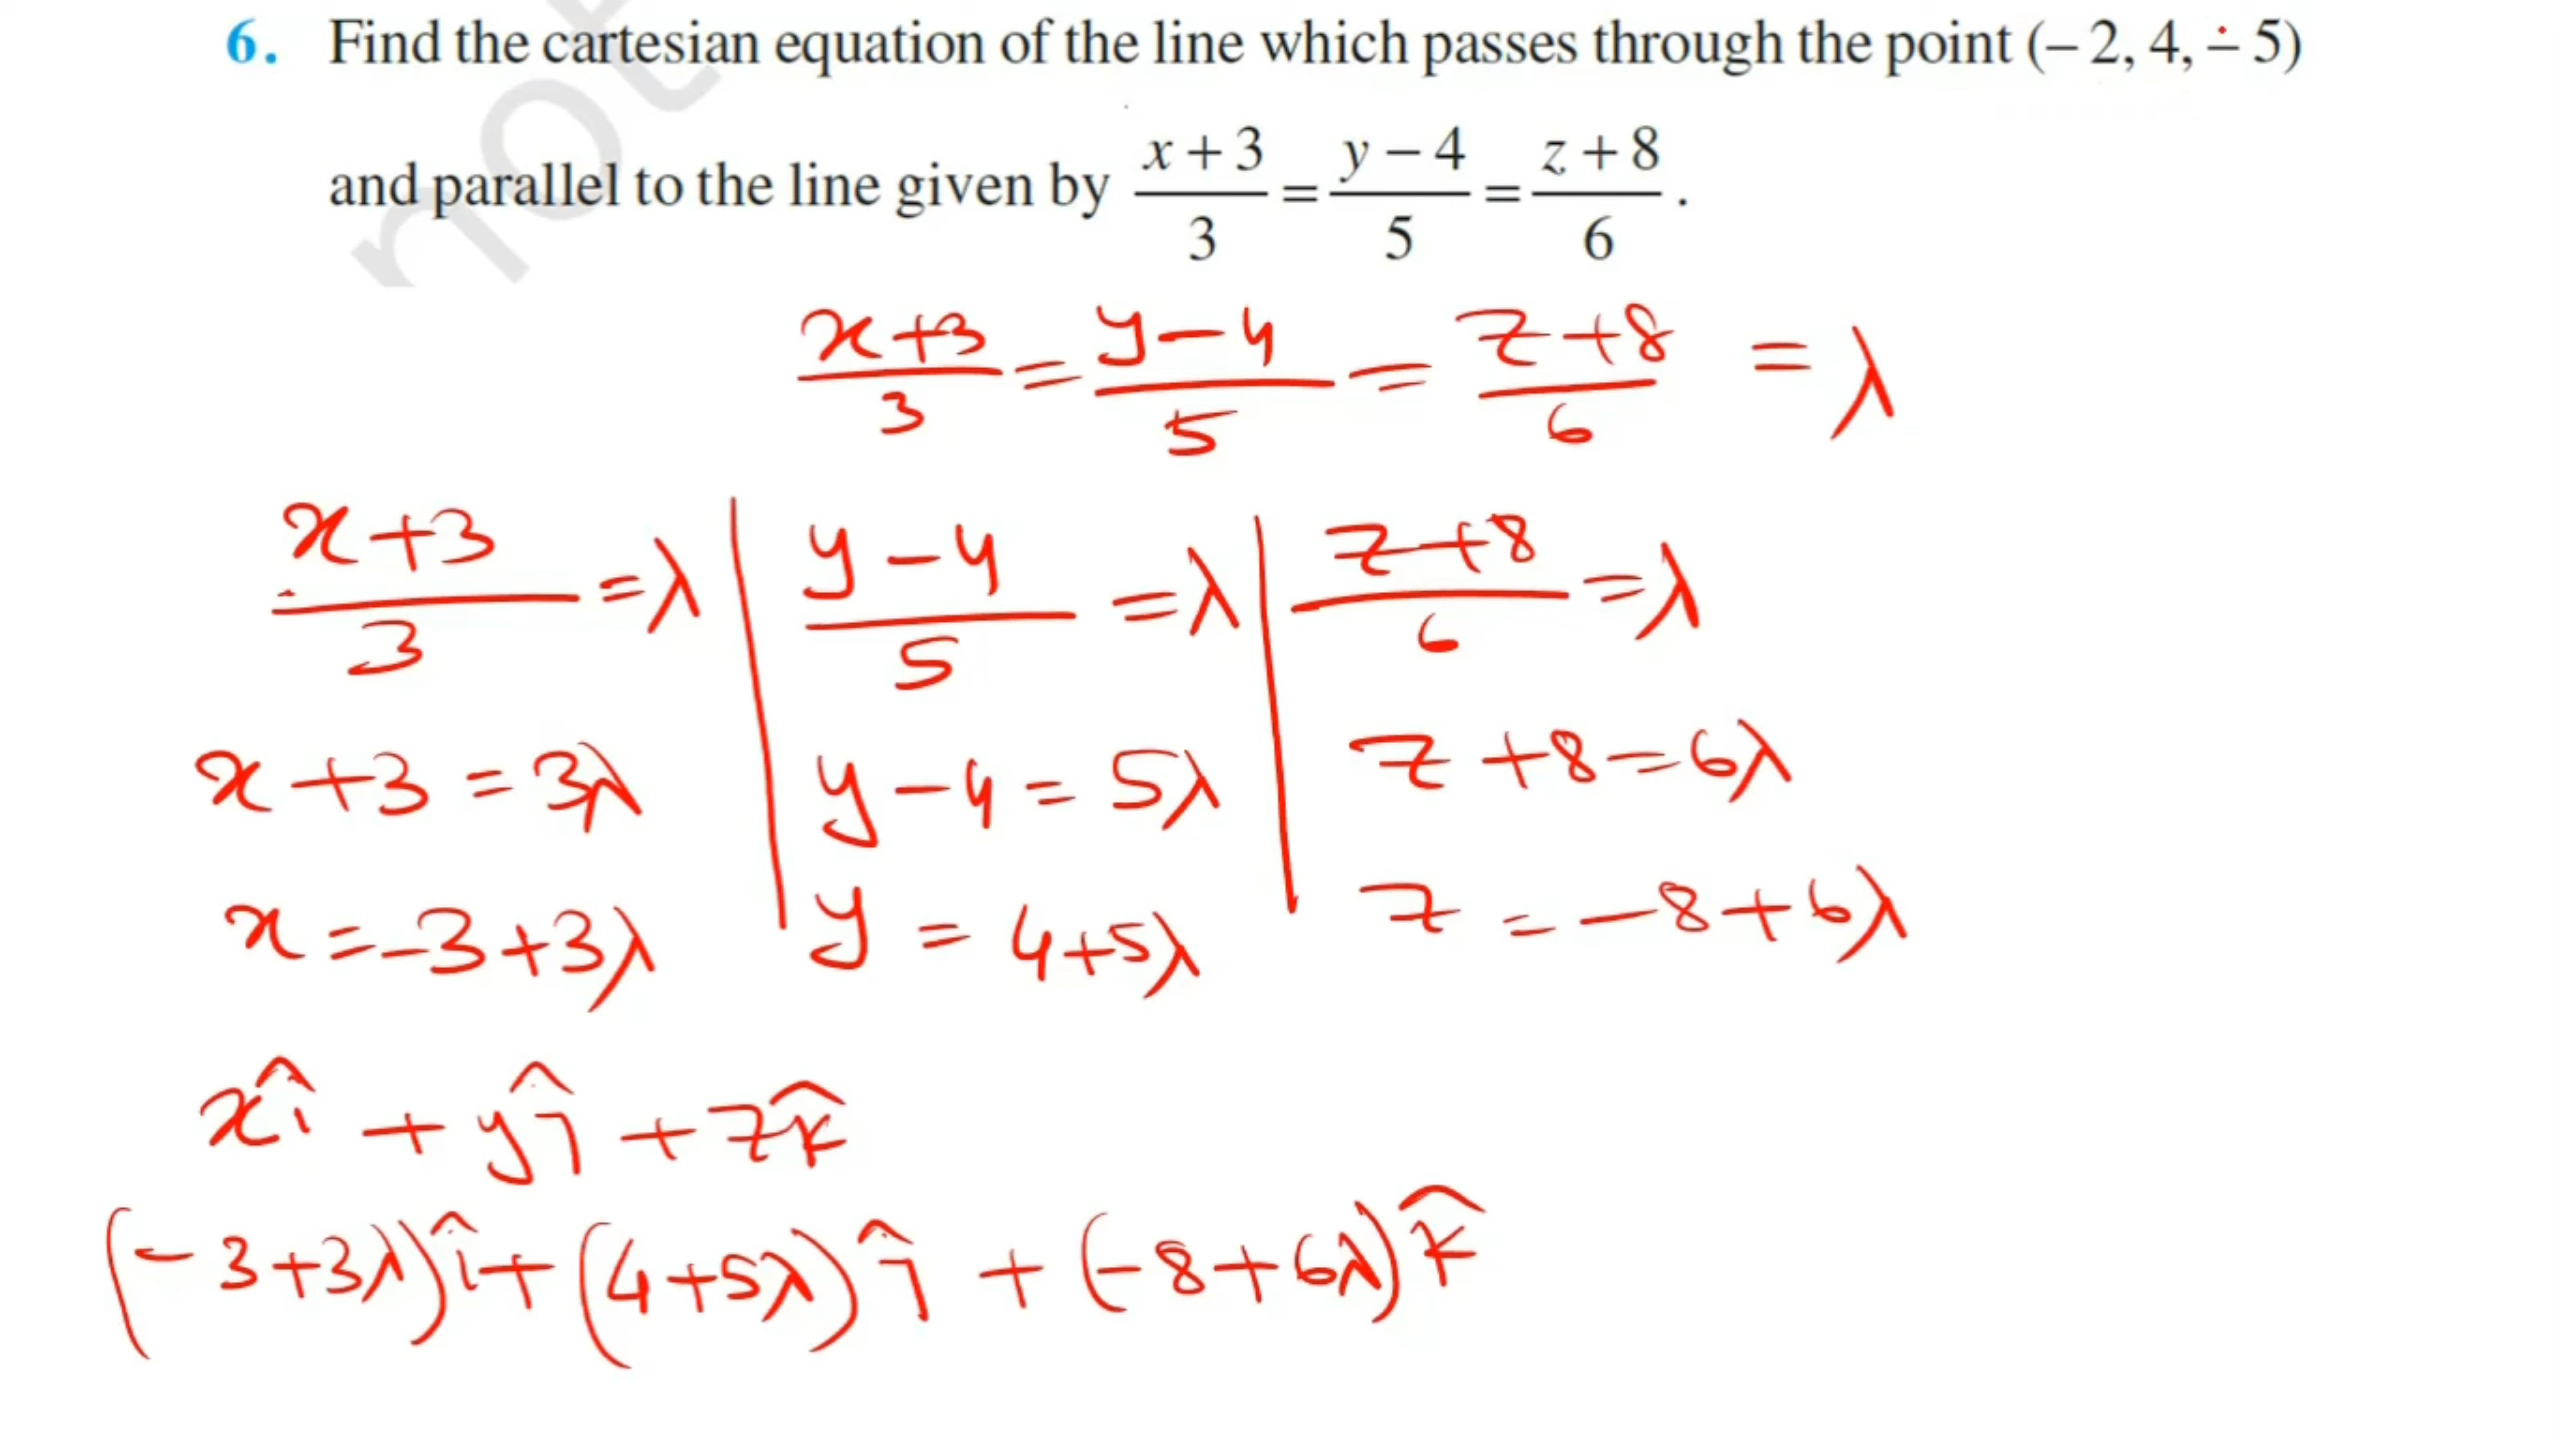 6. Find the cartesian equation of the line which passes through the point (– 2, 4, – 5)
and parallel to the line given by (x + 3)/3 = (y – 4)/5 = (z + 8)/6 .
not
(x+3)/3 = (y–4)/5 = (z+8)/6 = λ
(x+3)/3 = λ | (y–4)/5 = λ | (z+8)/6 = λ
x+3 = 3λ | y–4 = 5λ | z+8 = 6λ
x = –3+3λ | y = 4+5λ | z = –8+6λ
xî + yĵ + zk̂
(–3+3λ)î + (4+5λ)ĵ + (–8+6λ)k̂